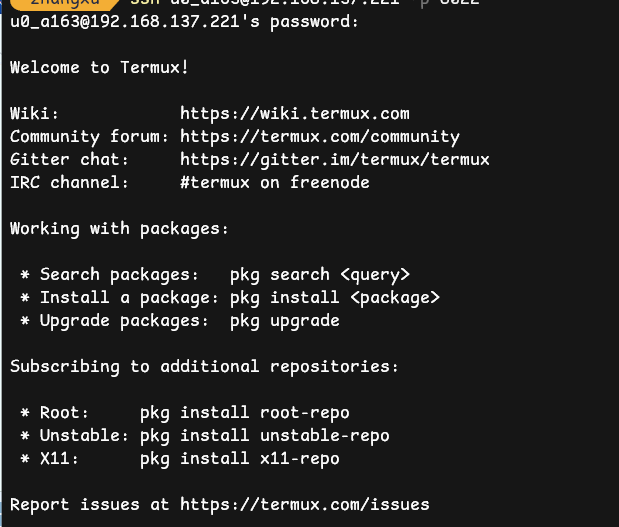 zhangxu ssh u0_a163@192.168.137.221 -p 8022
u0_a163@192.168.137.221's password:
Welcome to Termux!
Wiki: https://wiki.termux.com
Community forum: https://termux.com/community
Gitter chat: https://gitter.im/termux/termux
IRC channel: #termux on freenode
Working with packages:
* Search packages: pkg search <query>
* Install a package: pkg install <package>
* Upgrade packages: pkg upgrade
Subscribing to additional repositories:
* Root: pkg install root-repo
* Unstable: pkg install unstable-repo
* X11: pkg install x11-repo
Report issues at https://termux.com/issues